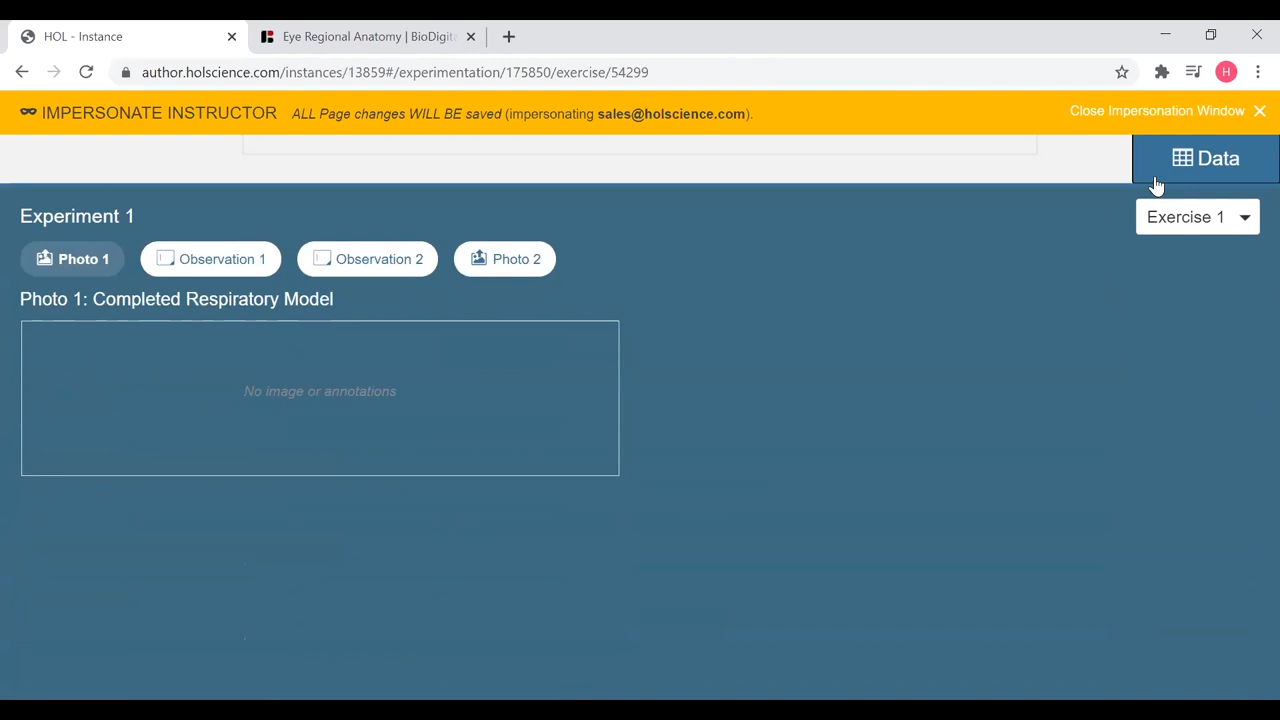 HOL - Instance
Eye Regional Anatomy | BioDigita
author.holscience.com/instances/13859#/experimentation/175850/exercise/54299
H
IMPERSONATE INSTRUCTOR ALL Page changes WILL BE saved (impersonating sales@holscience.com).
Close Impersonation Window
Data
Experiment 1
Exercise 1
Photo 1
Observation 1
Observation 2
Photo 2
Photo 1: Completed Respiratory Model
No image or annotations